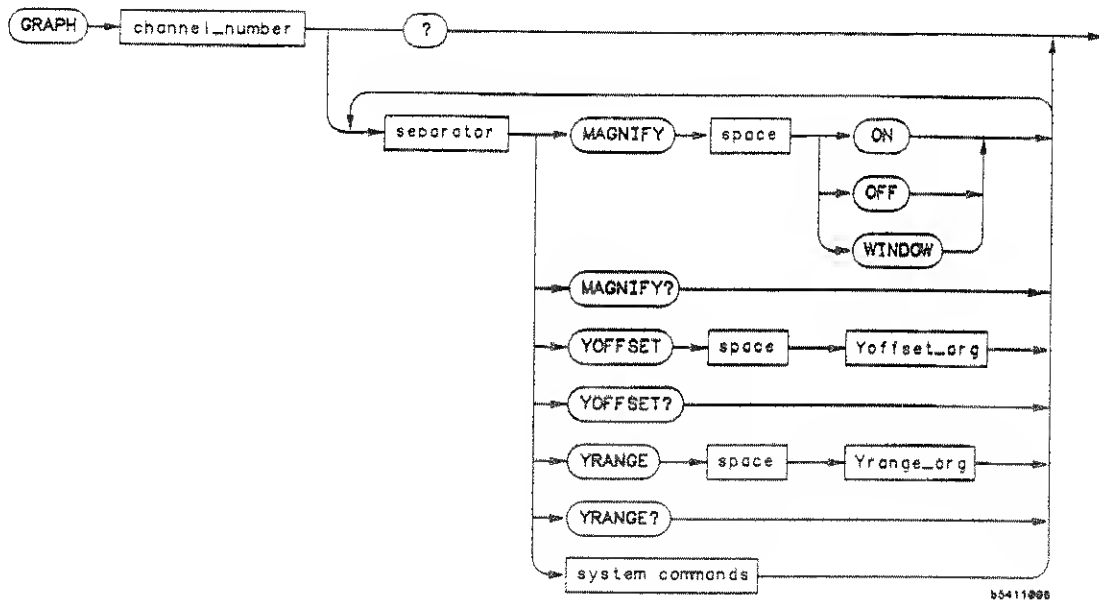 GRAPH channel_number ?
separator MAGNIFY space ON
OFF
WINDOW
MAGNIFY?
YOFFSET space Yoffset_arg
YOFFSET?
YRANGE space Yrange_arg
YRANGE?
system commands